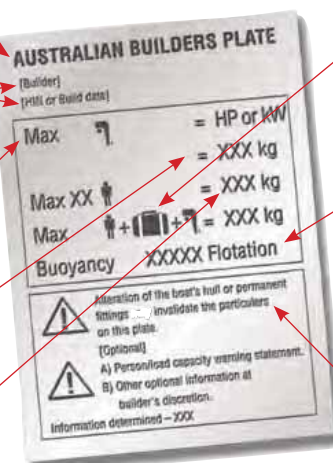 AUSTRALIAN BUILDERS PLATE
[Builder]
[HIN or Build data]
Max = HP or kW
= XXX kg
Max XX = XXX kg
Max + + = XXX kg
Buoyancy XXXXX Flotation
Alteration of the boat's hull or permanent
fittings invalidate the particulars
on this plate.
[Optional]
A) Person/load capacity warning statement.
B) Other optional information at
builder's discretion.
Information determined – XXX